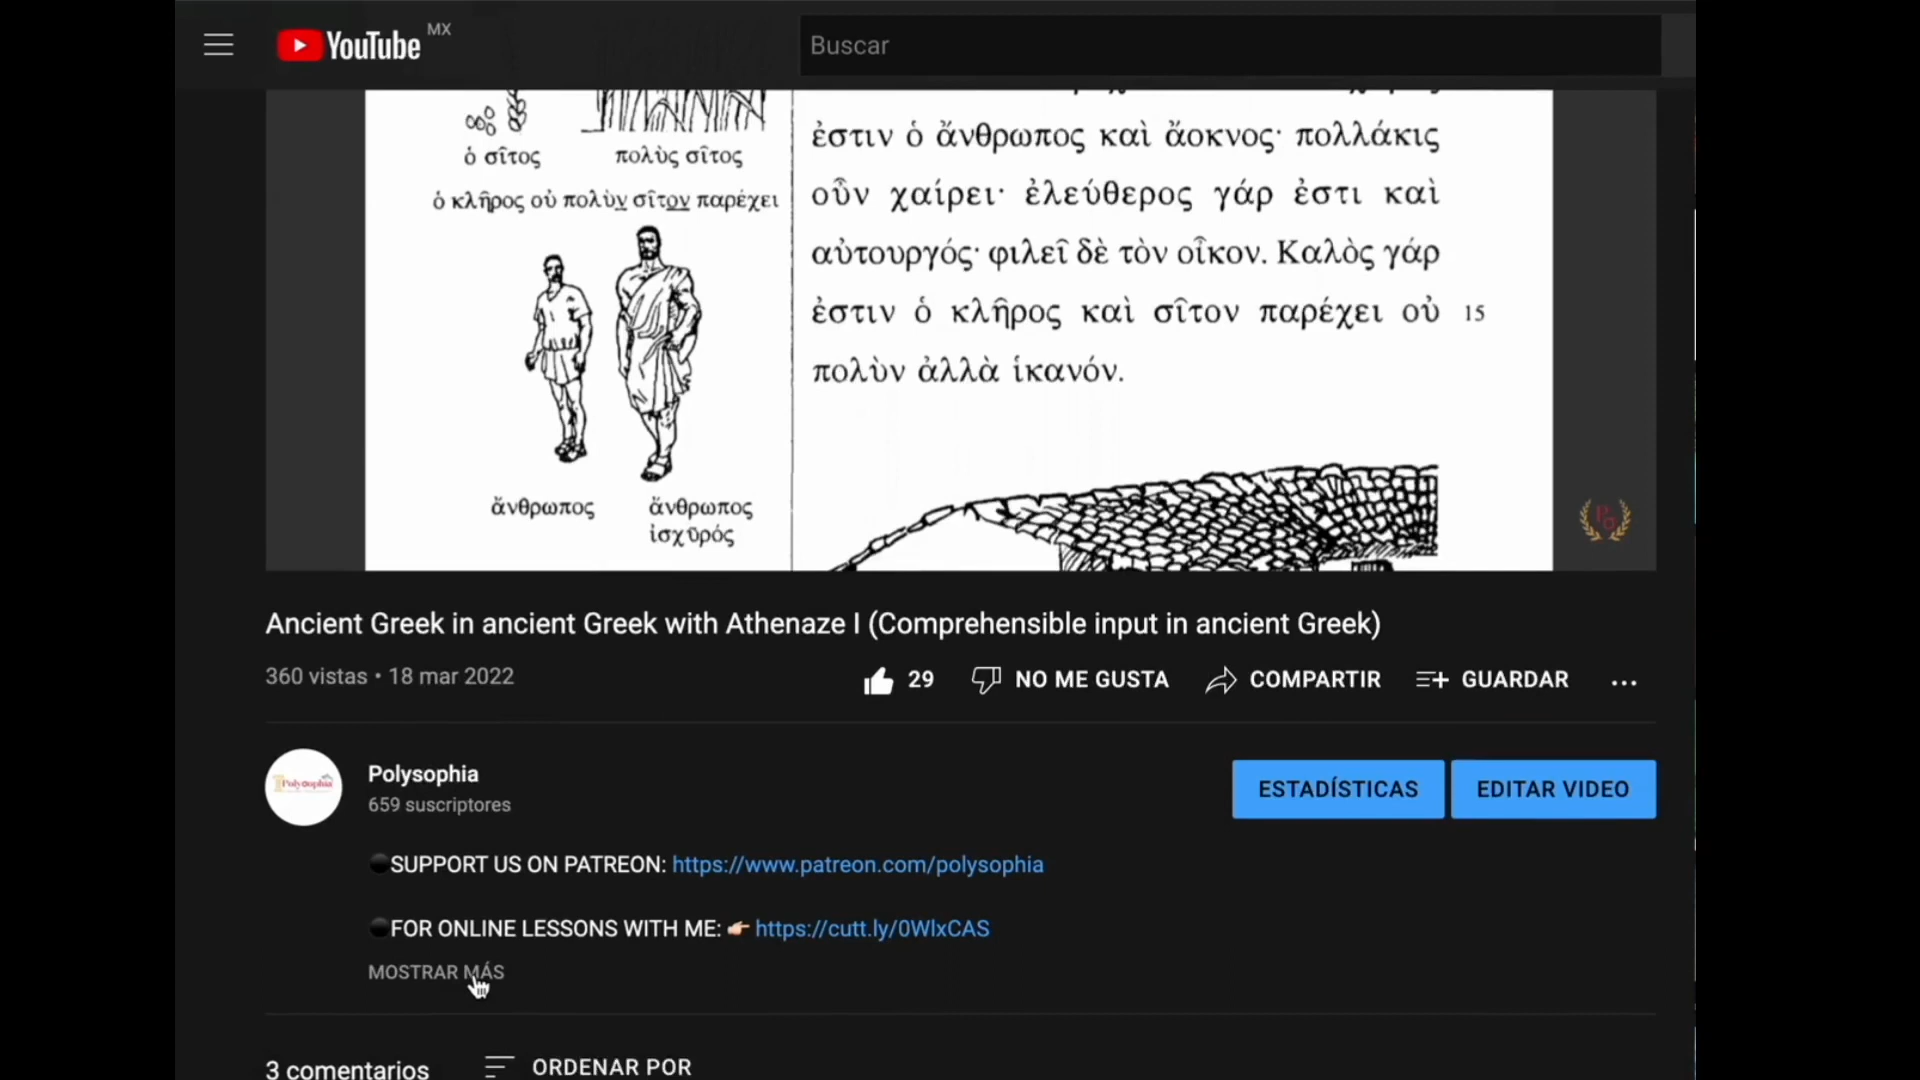 YouTube MX
Buscar
ὁ σῖτος
πολὺς σῖτος
ὁ κλῆρος οὐ πολὺν σῖτον παρέχει
ἄνθρωπος
ἄνθρωπος
ἰσχῡρός
ἐστιν ὁ ἄνθρωπος καὶ ἄοκνος· πολλάκις
οὖν χαίρει· ἐλεύθερος γάρ ἐστι καὶ
αὐτουργός· φιλεῖ δὲ τὸν οἶκον. Καλὸς γάρ
ἐστιν ὁ κλῆρος καὶ σῖτον παρέχει οὐ 15
πολὺν ἀλλὰ ἱκανόν.
Ancient Greek in ancient Greek with Athenaze I (Comprehensible input in ancient Greek)
360 vistas • 18 mar 2022
29 NO ME GUSTA COMPARTIR GUARDAR
Polysophia
Polysophia
659 suscriptores
ESTADÍSTICAS
EDITAR VIDEO
SUPPORT US ON PATREON: https://www.patreon.com/polysophia
FOR ONLINE LESSONS WITH ME: https://cutt.ly/0WlxCAS
MOSTRAR MÁS
3 comentarios
ORDENAR POR